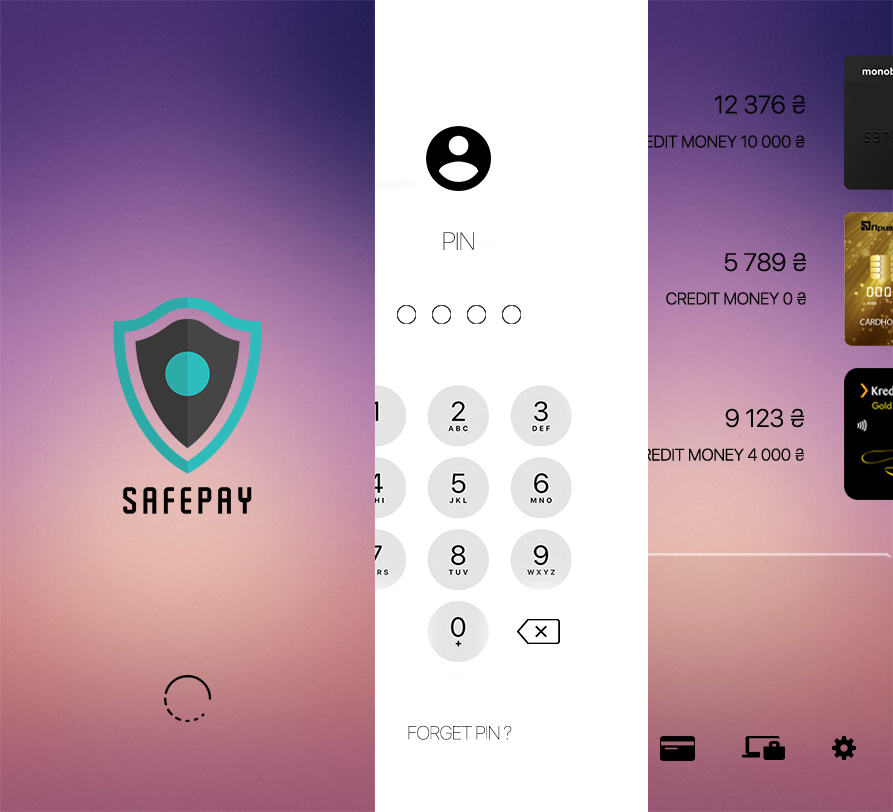 SAFEPAY
PIN
1
2
ABC
3
DEF
4
HI
5
JKL
6
MNO
7
RS
8
TUV
9
WXYZ
0
+
FORGET PIN ?
12 376 ₴
EDIT MONEY 10 000 ₴
monob
537
5 789 ₴
CREDIT MONEY 0 ₴
Прив
000
CARDHO
9 123 ₴
REDIT MONEY 4 000 ₴
Kred
Gold